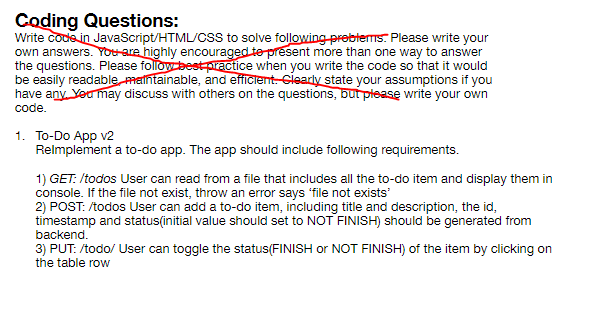 Coding Questions:
Write code in JavaScript/HTML/CSS to solve following problems. Please write your
own answers. You are highly encouraged to present more than one way to answer
the questions. Please follow best practice when you write the code so that it would
be easily readable, maintainable, and efficient. Clearly state your assumptions if you
have any. You may discuss with others on the questions, but please write your own
code.
1. To-Do App v2
ReImplement a to-do app. The app should include following requirements.
1) GET: /todos User can read from a file that includes all the to-do item and display them in
console. If the file not exist, throw an error says ‘file not exists’
2) POST: /todos User can add a to-do item, including title and description, the id,
timestamp and status(initial value should set to NOT FINISH) should be generated from
backend.
3) PUT: /todo/ User can toggle the status(FINISH or NOT FINISH) of the item by clicking on
the table row